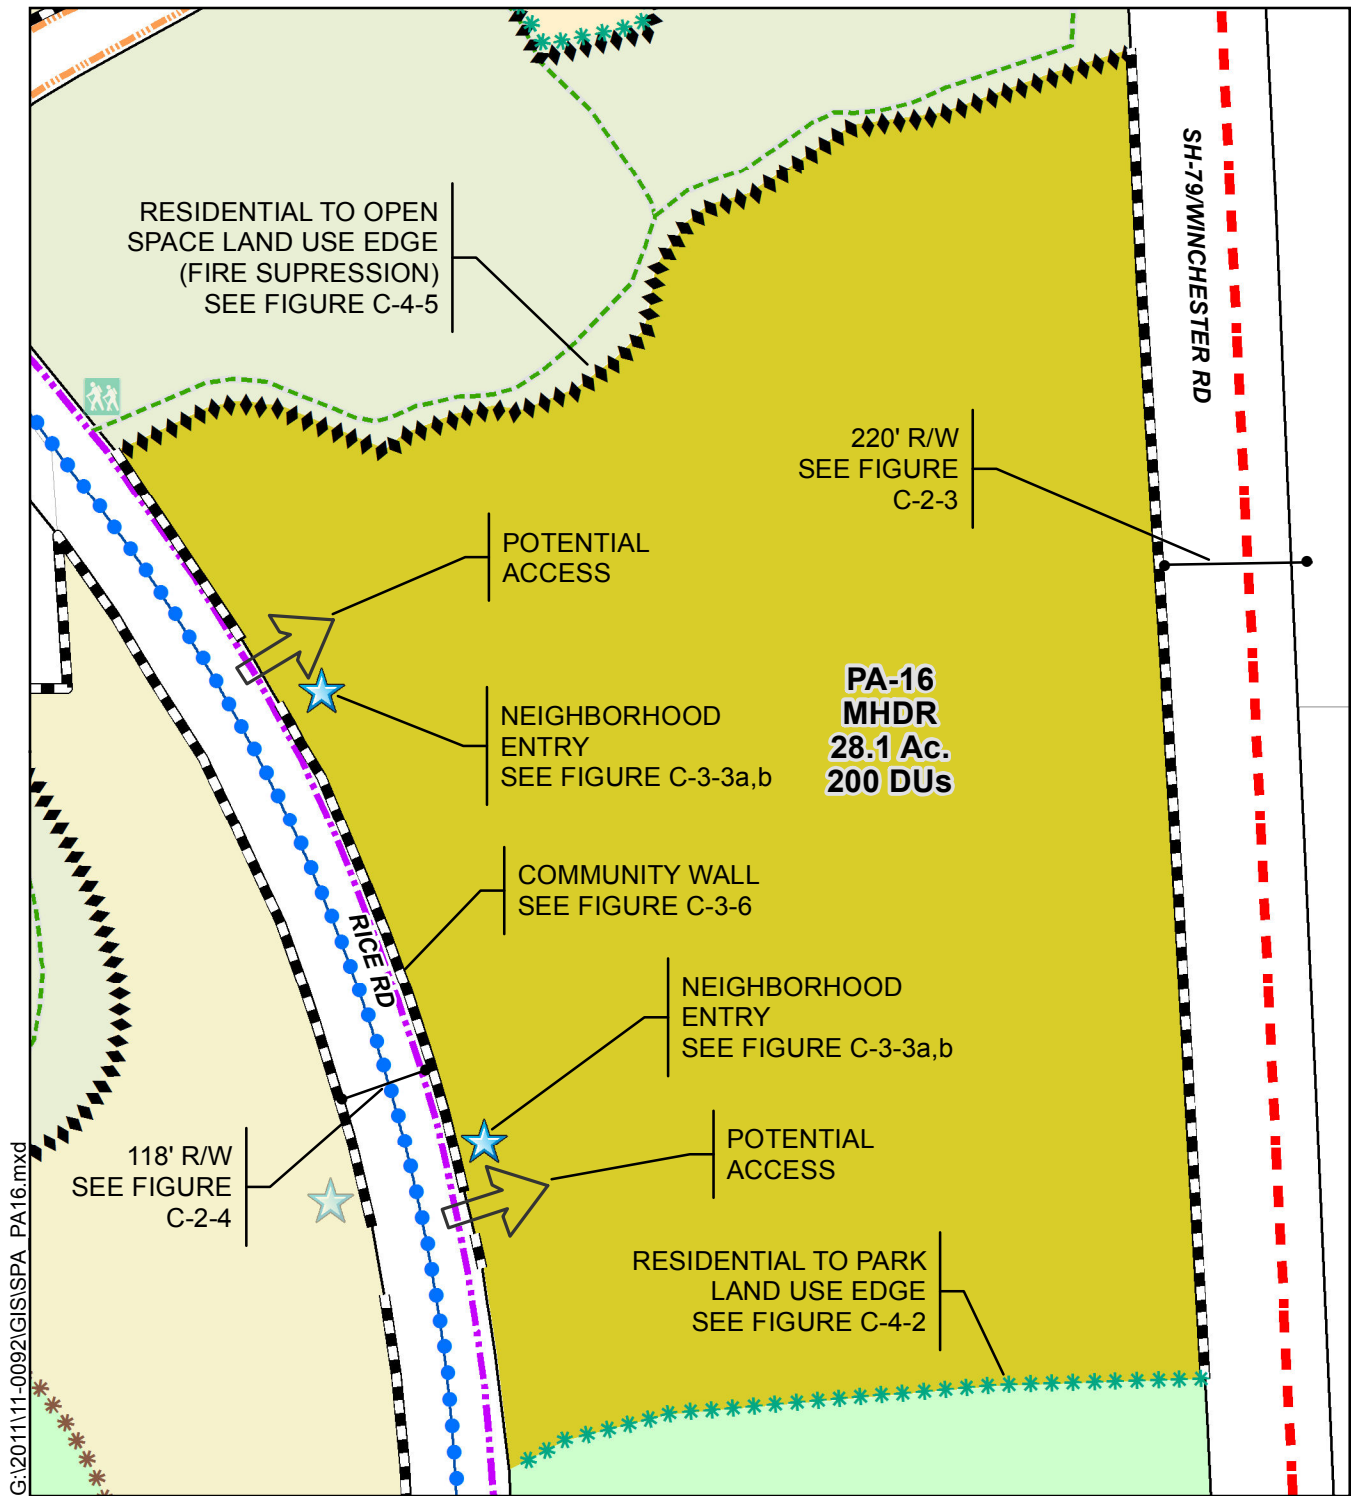 SH-79/WINCHESTER RD
RESIDENTIAL TO OPEN
SPACE LAND USE EDGE
(FIRE SUPRESSION)
SEE FIGURE C-4-5
220' R/W
SEE FIGURE
C-2-3
POTENTIAL
ACCESS
NEIGHBORHOOD
ENTRY
SEE FIGURE C-3-3a,b
PA-16
MHDR
28.1 Ac.
200 DUs
COMMUNITY WALL
SEE FIGURE C-3-6
RICE RD
NEIGHBORHOOD
ENTRY
SEE FIGURE C-3-3a,b
118' R/W
SEE FIGURE
C-2-4
POTENTIAL
ACCESS
RESIDENTIAL TO PARK
LAND USE EDGE
SEE FIGURE C-4-2
G:\2011\11-0092\GIS\SPA_PA16.mxd